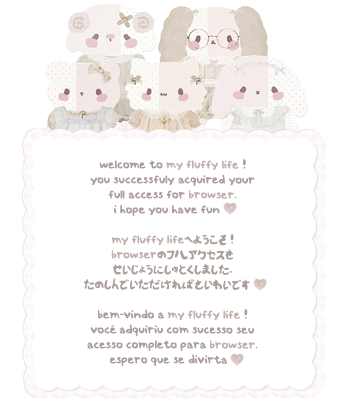 welcome to my fluffy life !
you successfuly acquired your
full access for browser.
i hope you have fun
my fluffy lifeへようこそ !
browserのフルアクセスを
せいじょうにしゅとくしました.
たのしんでいただければさいわいです
bem-vindo a my fluffy life !
você adquiriu com sucesso seu
acesso completo para browser.
espero que se divirta